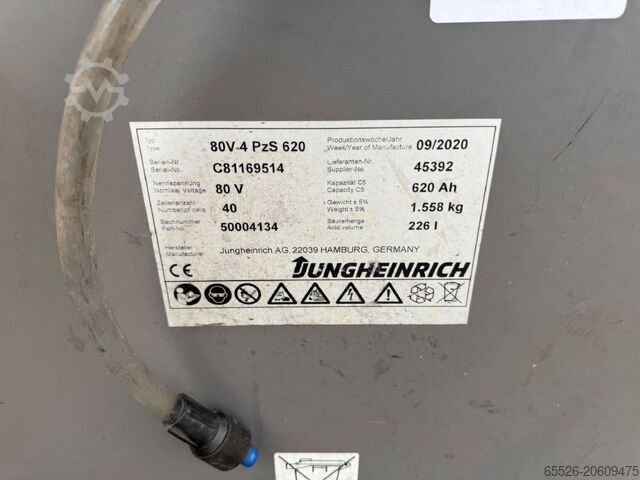 Typ
Type
80V 4 PzS 620
Produktionswoche/Jahr
Week/Year of Manufacture
09/2020
Serien-Nr.
Serial-No.
C81169514
Lieferanten-Nr.
Supplier-No.
45392
Nennspannung
Nominal Voltage
80 V
Kapazität C5
Capacity C5
620 Ah
Zellenanzahl
Number of cells
40
Gewicht ± 5%
Weight ± 5%
1.558 kg
Sachnummer
Part-No.
50004134
Säuremenge
Acid volume
226 l
Hersteller
Manufacturer
Jungheinrich AG, 22039 HAMBURG, GERMANY
CE
JUNGHEINRICH
Pb
65526-20609475